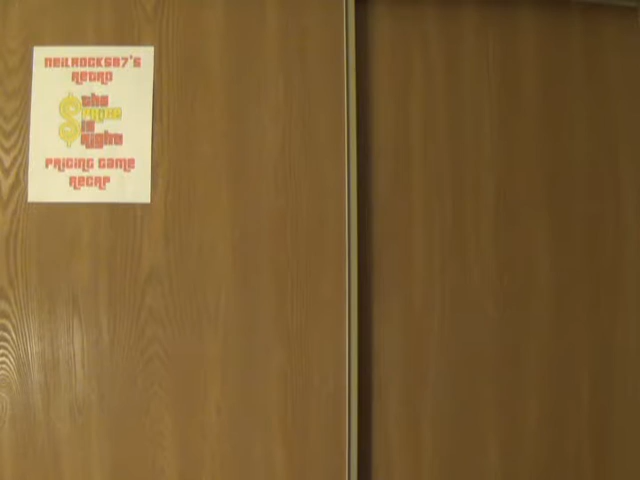 NEILROCKS87'S
RETRO
the
PRICE
is
Right
PRICING GAME
RECAP